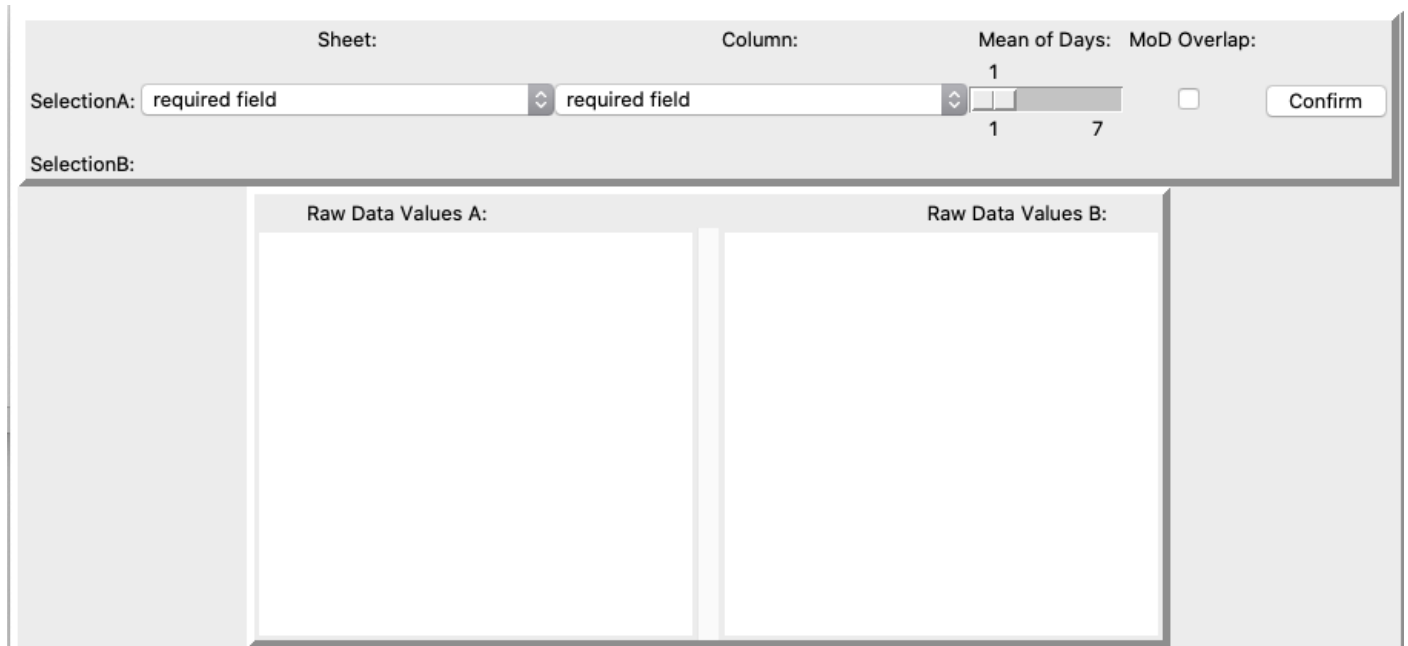 Sheet: Column: Mean of Days: MoD Overlap:
1
SelectionA: required field required field Confirm
1 7
SelectionB:
Raw Data Values A: Raw Data Values B: